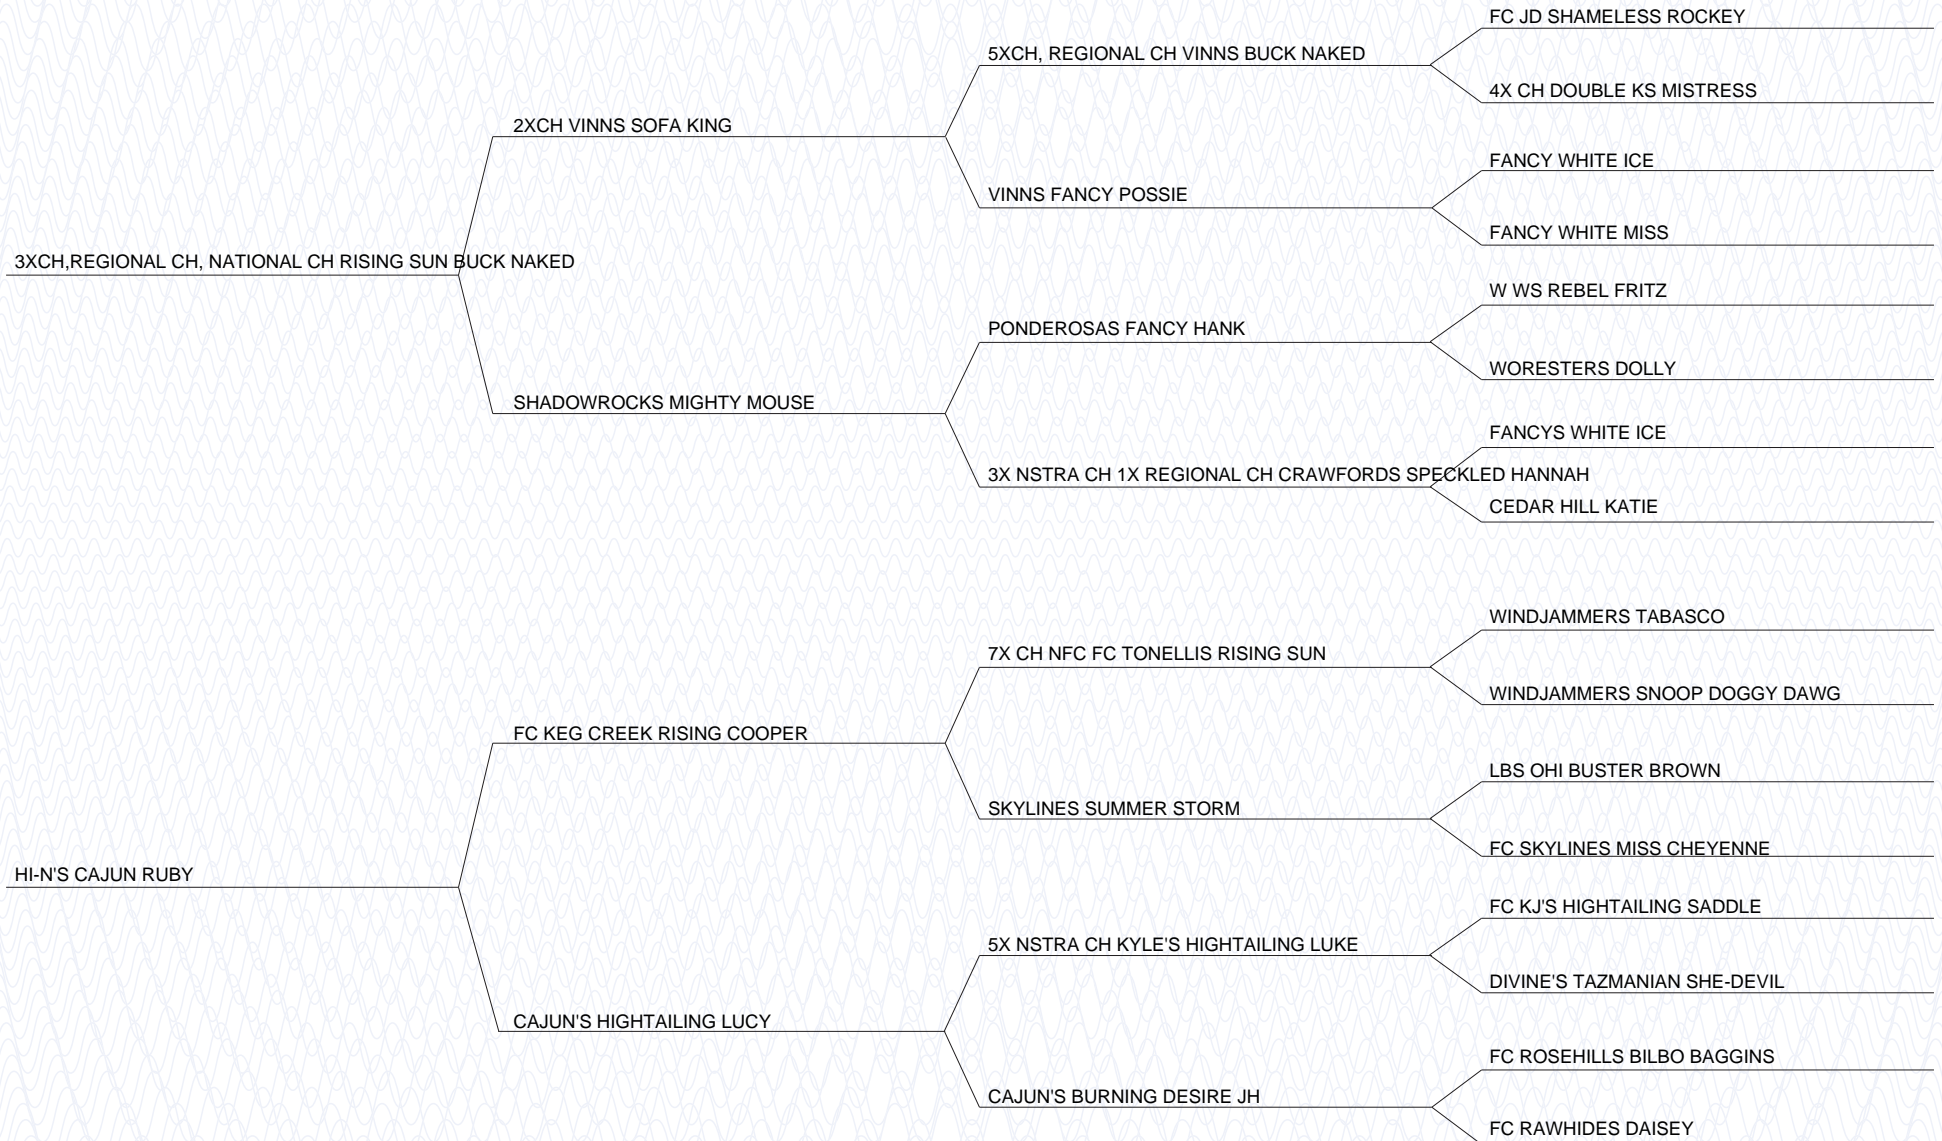 FC JD SHAMELESS ROCKEY
5XCH, REGIONAL CH VINNS BUCK NAKED
4X CH DOUBLE KS MISTRESS
2XCH VINNS SOFA KING
FANCY WHITE ICE
VINNS FANCY POSSIE
FANCY WHITE MISS
3XCH,REGIONAL CH, NATIONAL CH RISING SUN BUCK NAKED
W WS REBEL FRITZ
PONDEROSAS FANCY HANK
WORESTERS DOLLY
SHADOWROCKS MIGHTY MOUSE
FANCYS WHITE ICE
3X NSTRA CH 1X REGIONAL CH CRAWFORDS SPECKLED HANNAH
CEDAR HILL KATIE
WINDJAMMERS TABASCO
7X CH NFC FC TONELLIS RISING SUN
WINDJAMMERS SNOOP DOGGY DAWG
FC KEG CREEK RISING COOPER
LBS OHI BUSTER BROWN
SKYLINES SUMMER STORM
FC SKYLINES MISS CHEYENNE
HI-N'S CAJUN RUBY
FC KJ'S HIGHTAILING SADDLE
5X NSTRA CH KYLE'S HIGHTAILING LUKE
DIVINE'S TAZMANIAN SHE-DEVIL
CAJUN'S HIGHTAILING LUCY
FC ROSEHILLS BILBO BAGGINS
CAJUN'S BURNING DESIRE JH
FC RAWHIDES DAISEY